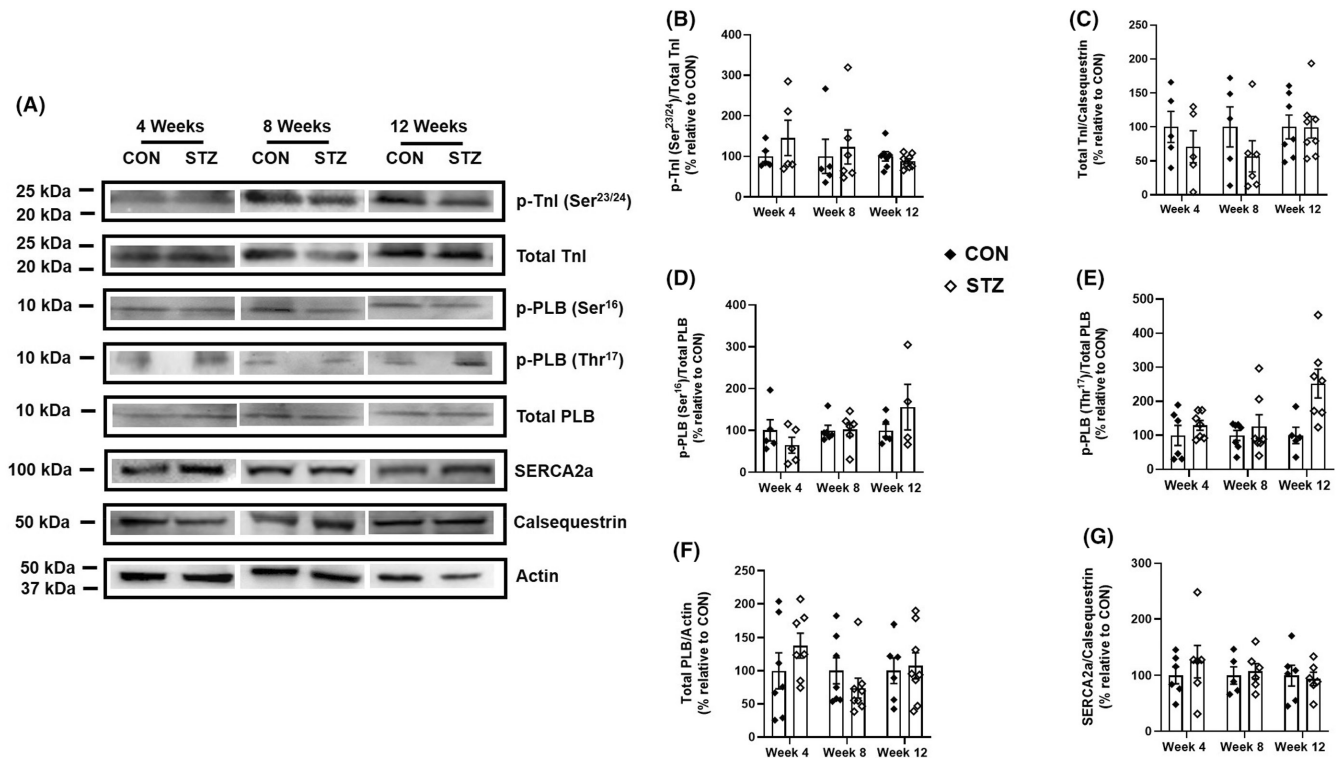 (A)
4 Weeks 8 Weeks 12 Weeks
CON STZ CON STZ CON STZ
25 kDa
20 kDa
p-TnI (Ser23/24)
25 kDa
20 kDa
Total TnI
10 kDa
p-PLB (Ser16)
10 kDa
p-PLB (Thr17)
10 kDa
Total PLB
100 kDa
SERCA2a
50 kDa
Calsequestrin
50 kDa
37 kDa
Actin
(B)
p-TnI (Ser23/24)/Total TnI
(% relative to CON)
400
300
200
100
0
Week 4 Week 8 Week 12
(C)
Total TnI/Calsequestrin
(% relative to CON)
250
200
150
100
50
0
Week 4 Week 8 Week 12
CON
STZ
(D)
p-PLB (Ser16)/Total PLB
(% relative to CON)
400
300
200
100
0
Week 4 Week 8 Week 12
(E)
p-PLB (Thr17)/Total PLB
(% relative to CON)
500
400
300
200
100
0
Week 4 Week 8 Week 12
(F)
Total PLB/Actin
(% relative to CON)
250
200
150
100
50
0
Week 4 Week 8 Week 12
(G)
SERCA2a/Calsequestrin
(% relative to CON)
300
200
100
0
Week 4 Week 8 Week 12